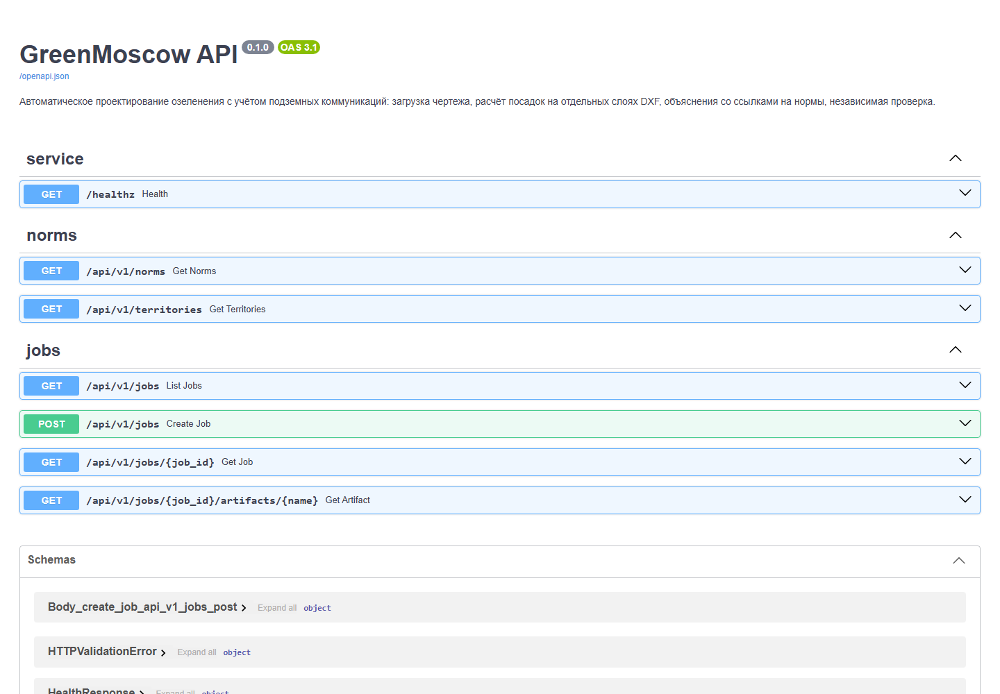 GreenMoscow API 0.1.0 OAS 3.1
/openapi.json
Автоматическое проектирование озеленения с учётом подземных коммуникаций: загрузка чертежа, расчёт посадок на отдельных слоях DXF, объяснения со ссылками на нормы, независимая проверка.
service
GET /healthz Health
norms
GET /api/v1/norms Get Norms
GET /api/v1/territories Get Territories
jobs
GET /api/v1/jobs List Jobs
POST /api/v1/jobs Create Job
GET /api/v1/jobs/{job_id} Get Job
GET /api/v1/jobs/{job_id}/artifacts/{name} Get Artifact
Schemas
Body_create_job_api_v1_jobs_post Expand all object
HTTPValidationError Expand all object
HealthResponse Expand all object